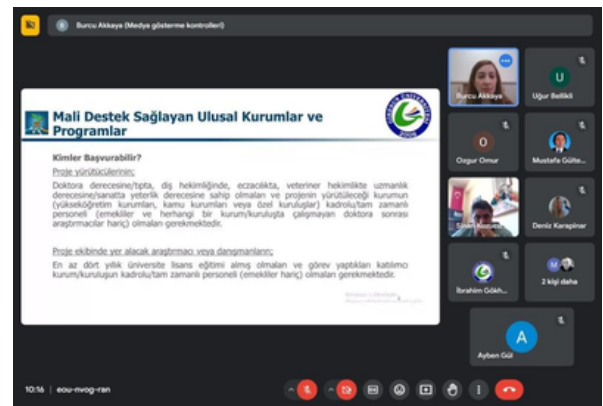 Burcu Akkaya (Medya gösterme kontrolleri)
Mali Destek Sağlayan Ulusal Kurumlar ve
Programlar
Kimler Başvurabilir?
Proje yürütücülerinin;
Doktora derecesine/tıpta, diş hekimliğinde, eczacılıkta, veteriner hekimlikte uzmanlık
derecesine/sanatta yeterlik derecesine sahip olmaları ve projenin yürütüleceği kurumun
(yükseköğretim kurumları, kamu kurumları veya özel kuruluşlar) kadrolu/tam zamanlı
personeli (emekliler ve herhangi bir kurum/kuruluşta çalışmayan doktora sonrası
araştırmacılar hariç) olmaları gerekmektedir.
Proje ekibinde yer alacak araştırmacı veya danışmanların;
En az dört yıllık üniversite lisans eğitimi almış olmaları ve görev yaptıkları katılımcı
kurum/kuruluşun kadrolu/tam zamanlı personeli (emekliler hariç) olmaları gerekmektedir.
Burcu Akkaya
U
Uğur Bellikli
O
Ozgur Omur
Mustafa Gülte...
Sinan Kozucu
Deniz Karapinar
İbrahim Gökh...
M
2 kişi daha
A
Ayben Gül
10:16 | eou-nvog-ran